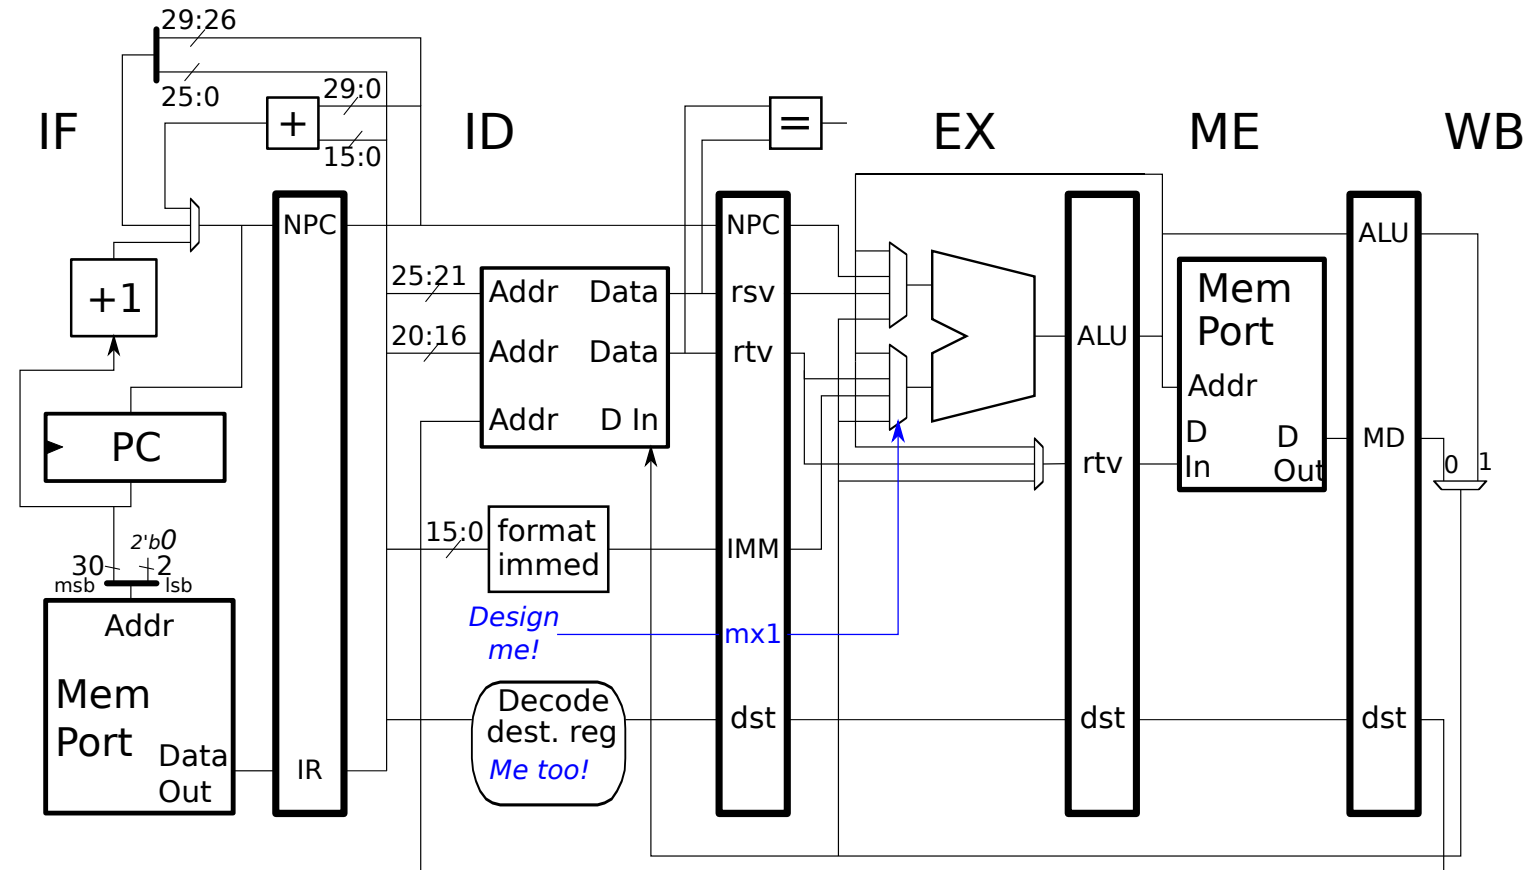 29:26
25:0
29:0
+
15:0
IF
ID
=
EX
ME
WB
NPC
NPC
ALU
+1
25:21
Addr
Data
rsv
Mem
Port
20:16
Addr
Data
rtv
ALU
Addr
PC
Addr
D In
D
In
D
Out
MD
rtv
0
1
2'b0
30
2
msb
lsb
15:0
format
immed
IMM
Addr
Design
me!
mx1
Mem
Port
Data
Out
IR
Decode
dest. reg
Me too!
dst
dst
dst